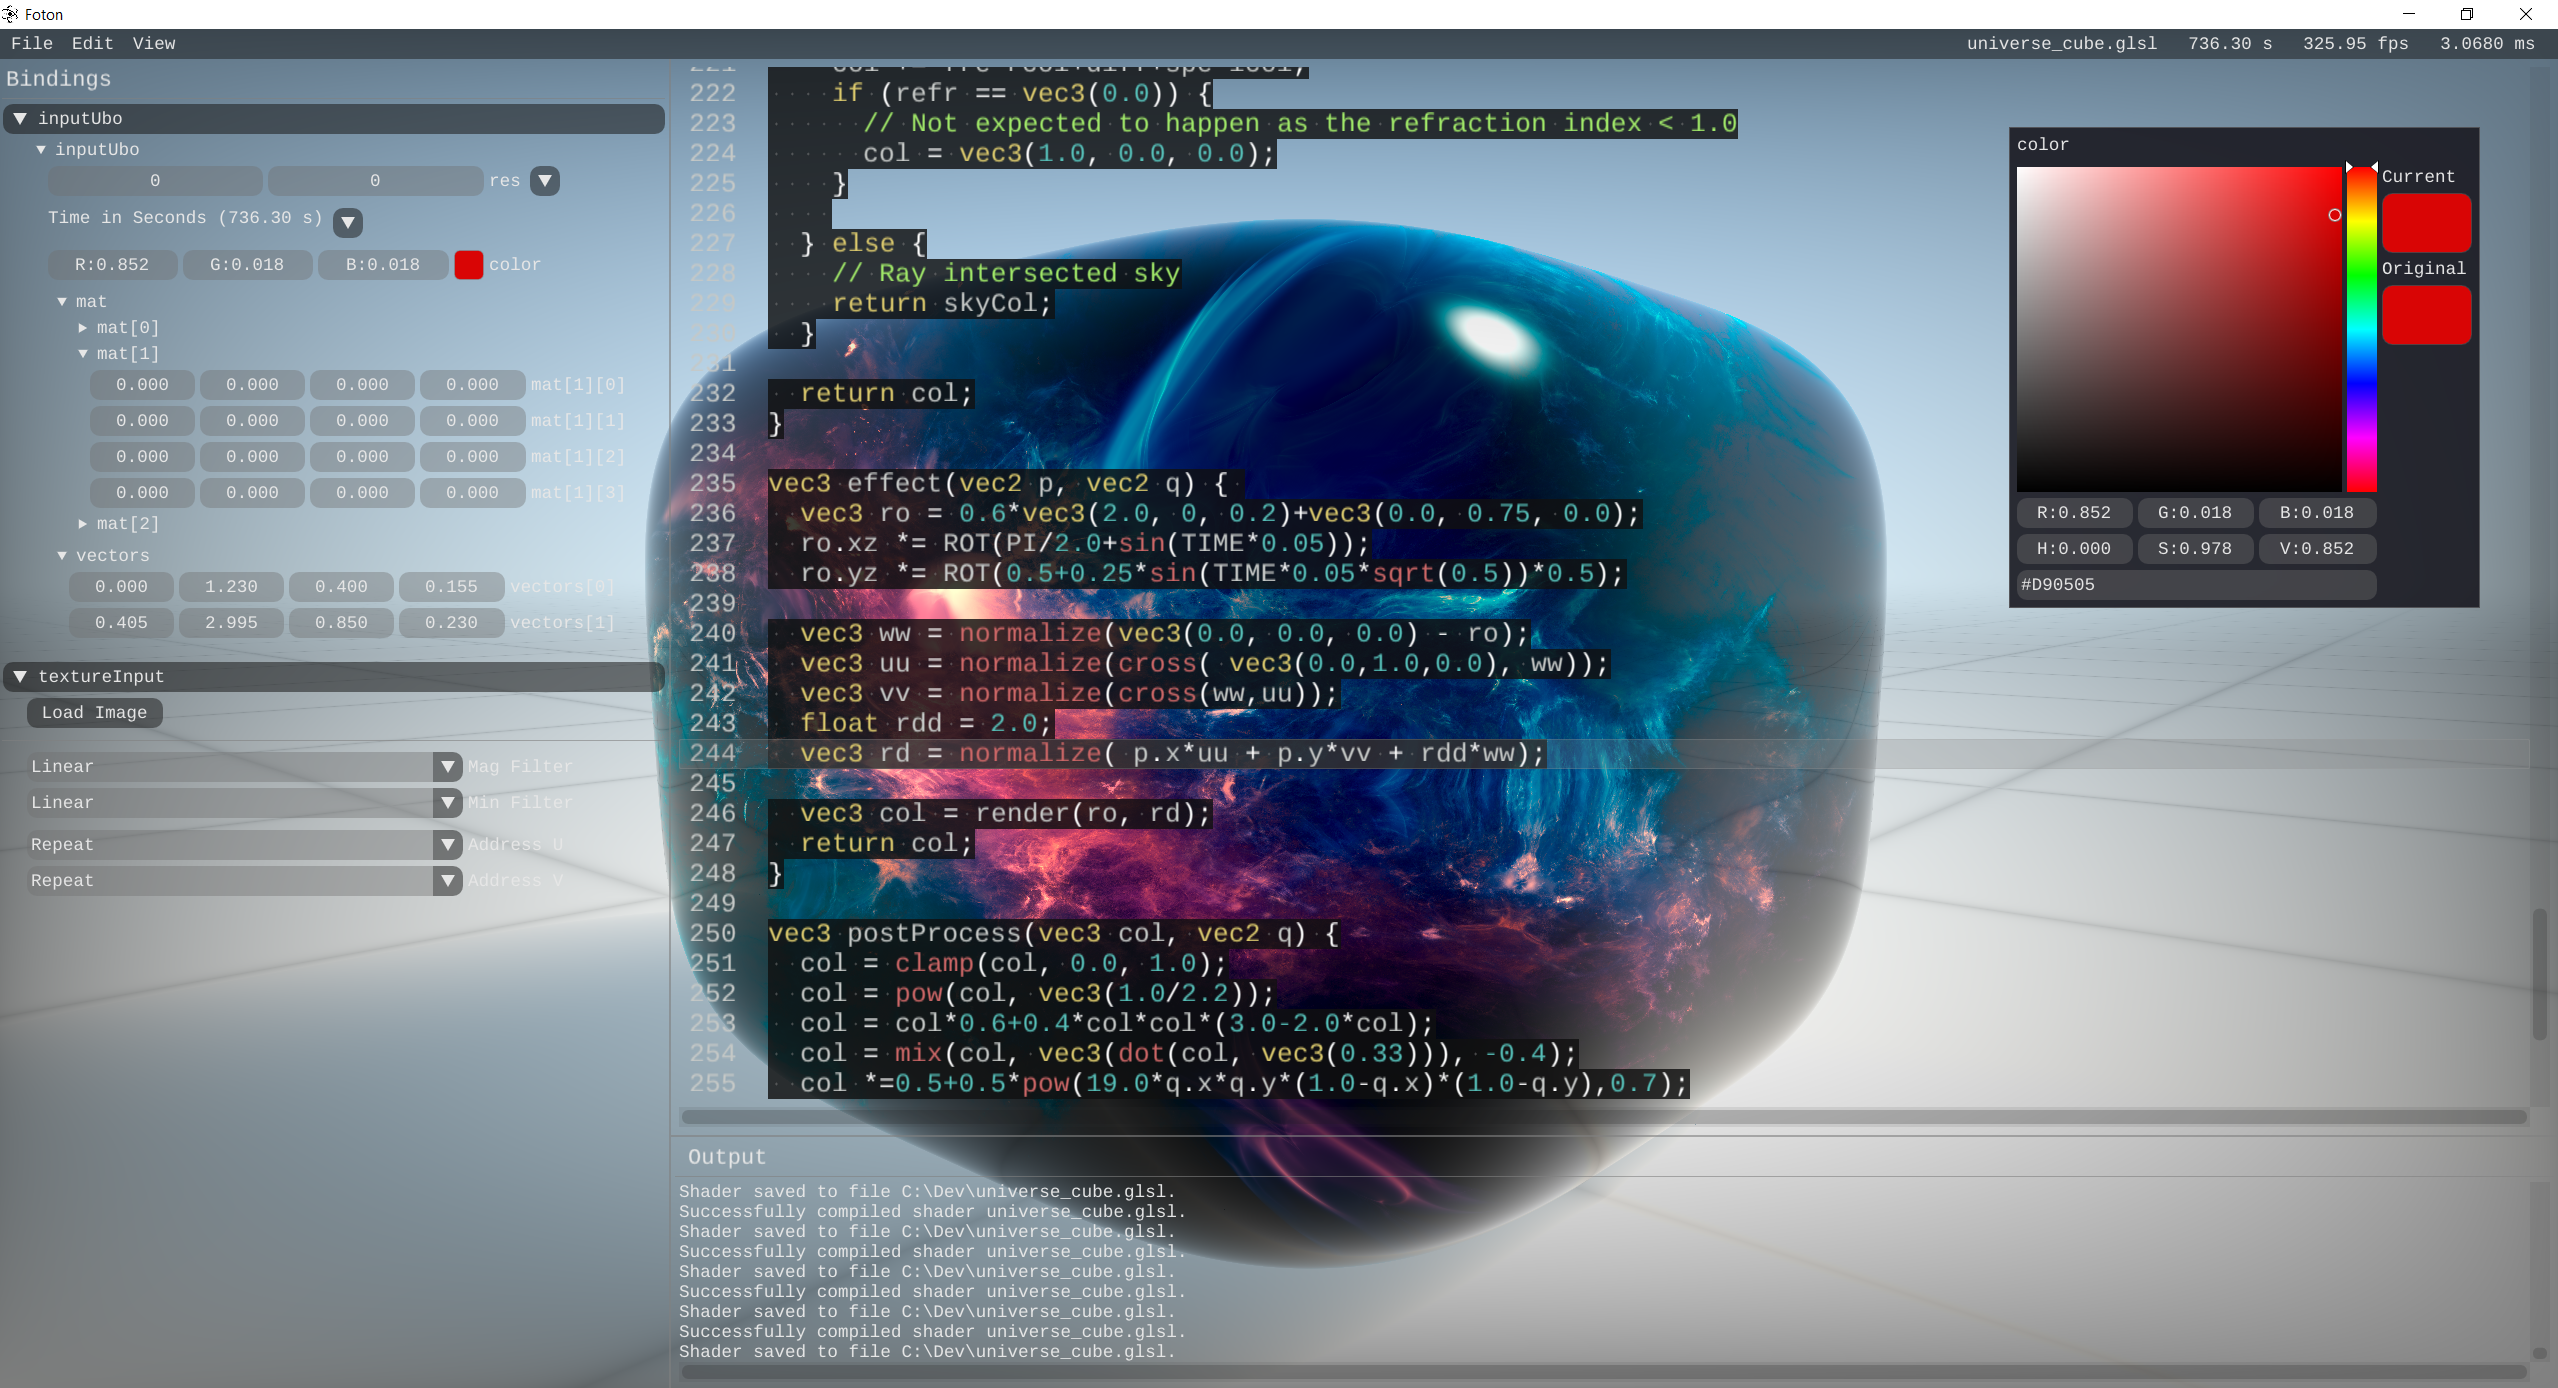 Foton
File Edit View universe_cube.glsl 736.30 s 325.95 fps 3.0680 ms
Bindings
inputUbo
inputUbo
0 0 res
Time in Seconds (736.30 s)
R:0.852 G:0.018 B:0.018 color
mat
mat[0]
mat[1]
0.000 0.000 0.000 0.000 mat[1][0]
0.000 0.000 0.000 0.000 mat[1][1]
0.000 0.000 0.000 0.000 mat[1][2]
0.000 0.000 0.000 0.000 mat[1][3]
mat[2]
vectors
0.000 1.230 0.400 0.155 vectors[0]
0.405 2.995 0.850 0.230 vectors[1]
textureInput
Load Image
Linear Mag Filter
Linear Min Filter
Repeat Address U
Repeat Address V
222 if (refr == vec3(0.0)) {
223 // Not expected to happen as the refraction index < 1.0
224 col = vec3(1.0, 0.0, 0.0);
225 }
226
227 } else {
228 // Ray intersected sky
229 return skyCol;
230 }
231
232 return col;
233 }
234
235 vec3 effect(vec2 p, vec2 q) {
236 vec3 ro = 0.6*vec3(2.0, 0, 0.2)+vec3(0.0, 0.75, 0.0);
237 ro.xz *= ROT(PI/2.0+sin(TIME*0.05));
238 ro.yz *= ROT(0.5+0.25*sin(TIME*0.05*sqrt(0.5))*0.5);
239
240 vec3 ww = normalize(vec3(0.0, 0.0, 0.0) - ro);
241 vec3 uu = normalize(cross( vec3(0.0,1.0,0.0), ww));
242 vec3 vv = normalize(cross(ww,uu));
243 float rdd = 2.0;
244 vec3 rd = normalize( p.x*uu + p.y*vv + rdd*ww);
245
246 vec3 col = render(ro, rd);
247 return col;
248 }
249
250 vec3 postProcess(vec3 col, vec2 q) {
251 col = clamp(col, 0.0, 1.0);
252 col = pow(col, vec3(1.0/2.2));
253 col = col*0.6+0.4*col*col*(3.0-2.0*col);
254 col = mix(col, vec3(dot(col, vec3(0.33))), -0.4);
255 col *=0.5+0.5*pow(19.0*q.x*q.y*(1.0-q.x)*(1.0-q.y),0.7);
color
Current
Original
R:0.852 G:0.018 B:0.018
H:0.000 S:0.978 V:0.852
#D90505
Output
Shader saved to file C:\Dev\universe_cube.glsl.
Successfully compiled shader universe_cube.glsl.
Shader saved to file C:\Dev\universe_cube.glsl.
Successfully compiled shader universe_cube.glsl.
Shader saved to file C:\Dev\universe_cube.glsl.
Successfully compiled shader universe_cube.glsl.
Shader saved to file C:\Dev\universe_cube.glsl.
Successfully compiled shader universe_cube.glsl.
Shader saved to file C:\Dev\universe_cube.glsl.